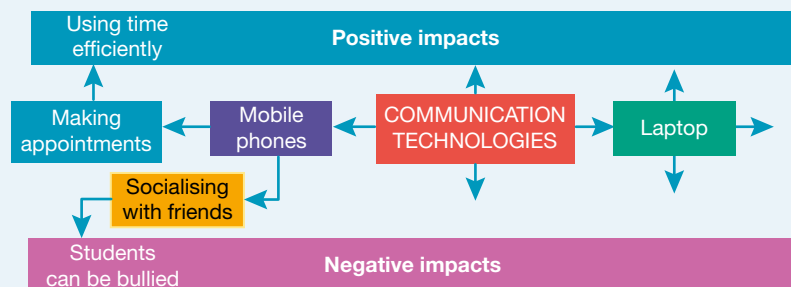 Using time
efficiently
Positive impacts
Making
appointments
Mobile
phones
COMMUNICATION
TECHNOLOGIES
Laptop
Socialising
with friends
Students
can be bullied
Negative impacts